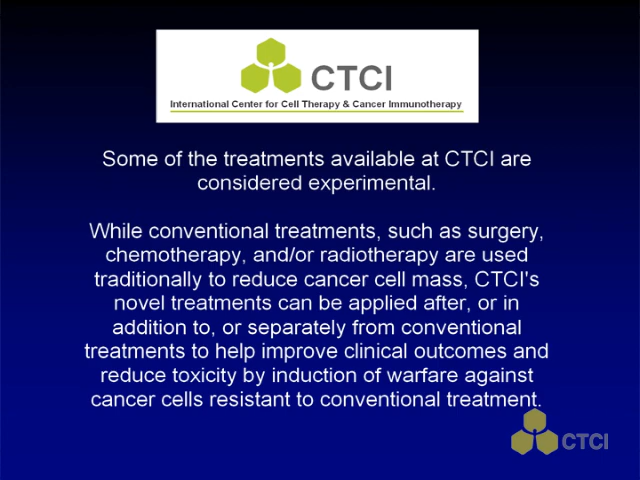 CTCI
International Center for Cell Therapy & Cancer Immunotherapy
Some of the treatments available at CTCI are
considered experimental.
While conventional treatments, such as surgery,
chemotherapy, and/or radiotherapy are used
traditionally to reduce cancer cell mass, CTCI's
novel treatments can be applied after, or in
addition to, or separately from conventional
treatments to help improve clinical outcomes and
reduce toxicity by induction of warfare against
cancer cells resistant to conventional treatment.
CTCI